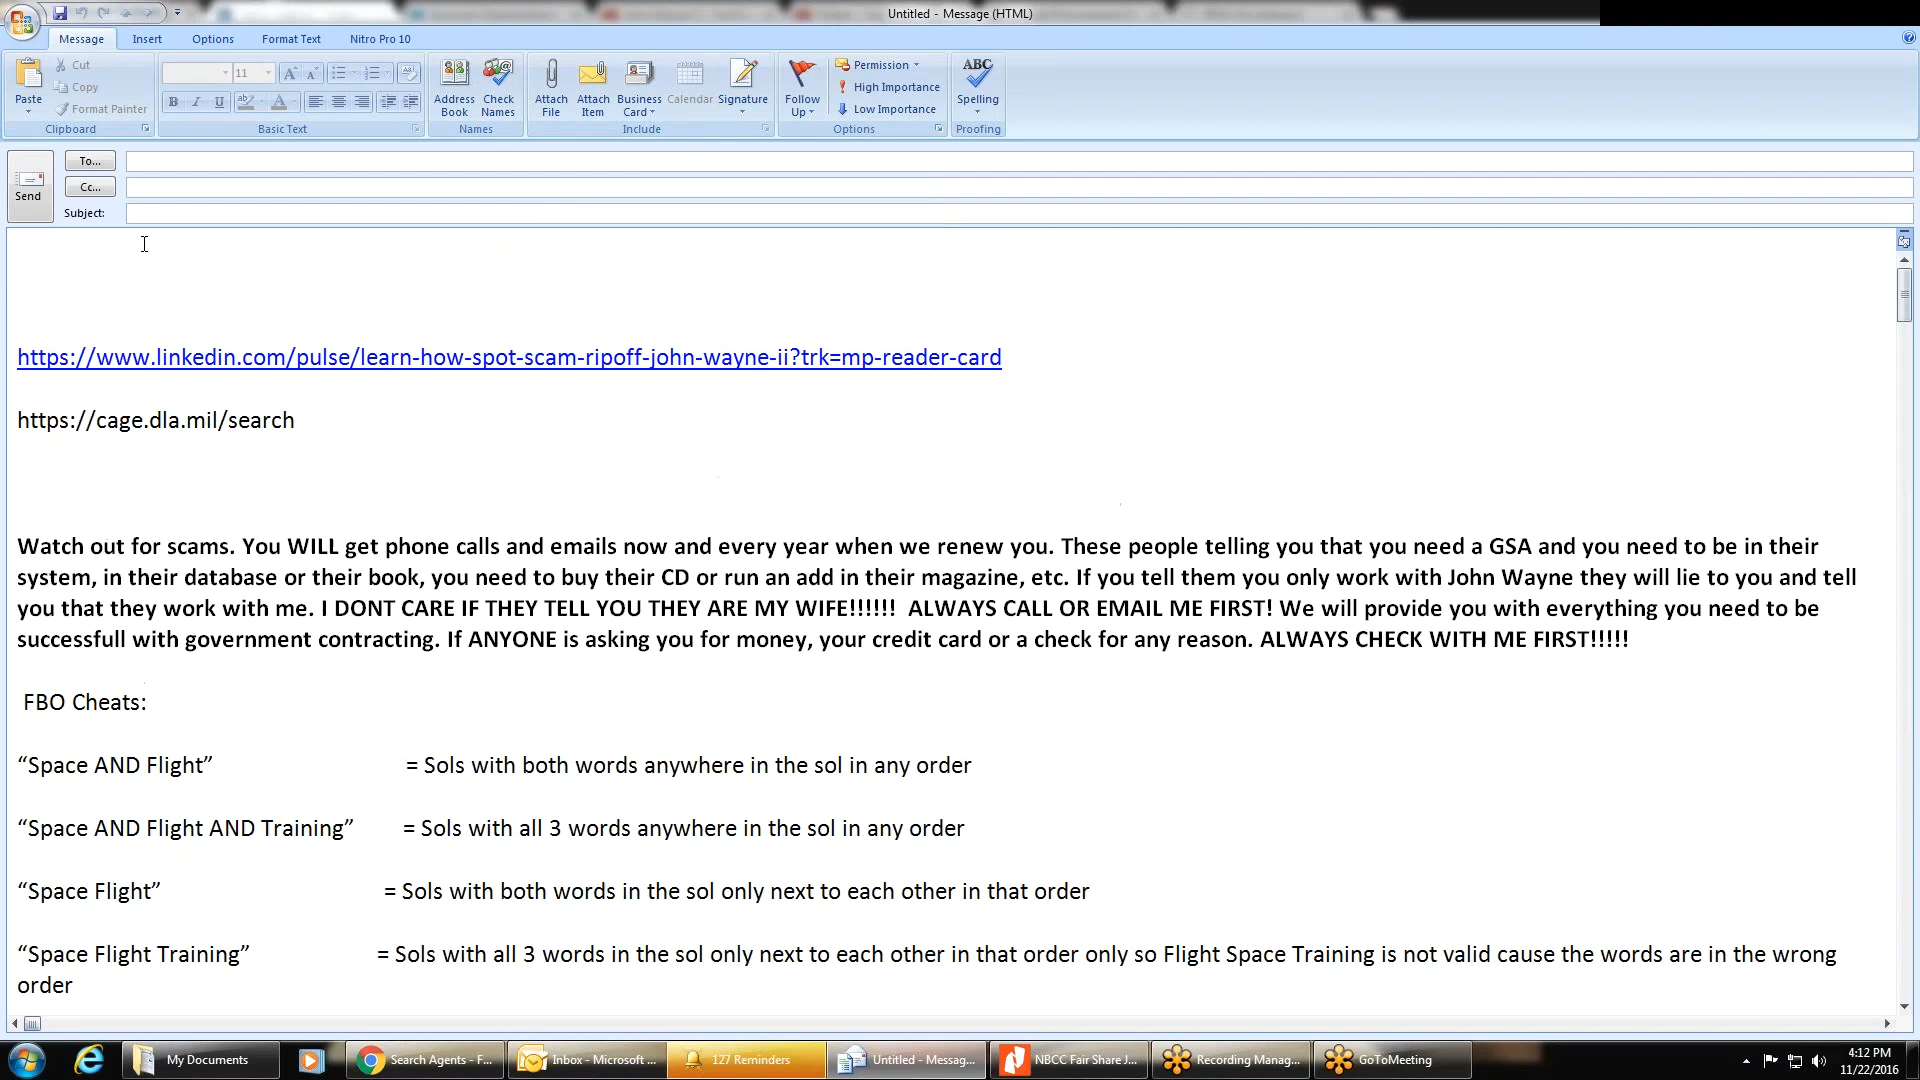 Untitled - Message (HTML)
Message Insert Options Format Text Nitro Pro 10
Paste
Cut
Copy
Format Painter
Clipboard
11
Basic Text
Address Book
Check Names
Names
Attach File
Attach Item
Business Card
Calendar
Signature
Include
Follow Up
Permission
High Importance
Low Importance
Options
ABC
Spelling
Proofing
Send
To...
Cc...
Subject:
https://www.linkedin.com/pulse/learn-how-spot-scam-ripoff-john-wayne-ii?trk=mp-reader-card
https://cage.dla.mil/search
Watch out for scams. You WILL get phone calls and emails now and every year when we renew you. These people telling you that you need a GSA and you need to be in their
system, in their database or their book, you need to buy their CD or run an add in their magazine, etc. If you tell them you only work with John Wayne they will lie to you and tell
you that they work with me. I DONT CARE IF THEY TELL YOU THEY ARE MY WIFE!!!!!! ALWAYS CALL OR EMAIL ME FIRST! We will provide you with everything you need to be
successfull with government contracting. If ANYONE is asking you for money, your credit card or a check for any reason. ALWAYS CHECK WITH ME FIRST!!!!!
FBO Cheats:
“Space AND Flight” = Sols with both words anywhere in the sol in any order
“Space AND Flight AND Training” = Sols with all 3 words anywhere in the sol in any order
“Space Flight” = Sols with both words in the sol only next to each other in that order
“Space Flight Training” = Sols with all 3 words in the sol only next to each other in that order only so Flight Space Training is not valid cause the words are in the wrong
order
My Documents
Search Agents - F...
Inbox - Microsoft ...
127 Reminders
Untitled - Messag...
NBCC Fair Share J...
Recording Manag...
GoToMeeting
4:12 PM
11/22/2016